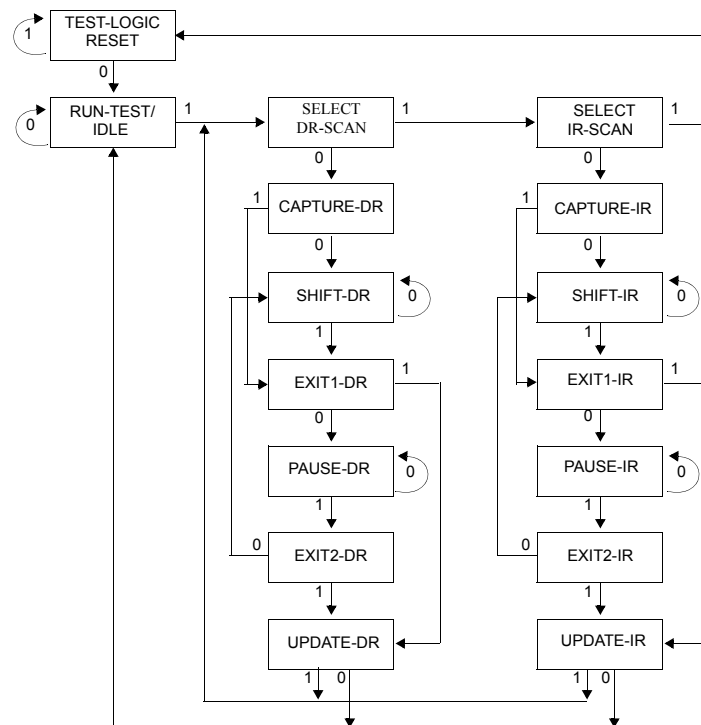 TEST-LOGIC
RESET
1
0
RUN-TEST/
IDLE
0
1
SELECT
DR-SCAN
1
SELECT
IR-SCAN
1
0
0
1
CAPTURE-DR
1
CAPTURE-IR
0
0
SHIFT-DR
0
SHIFT-IR
0
1
1
EXIT1-DR
1
EXIT1-IR
1
0
0
PAUSE-DR
0
PAUSE-IR
0
1
1
0
EXIT2-DR
0
EXIT2-IR
1
1
UPDATE-DR
UPDATE-IR
1 0
1 0